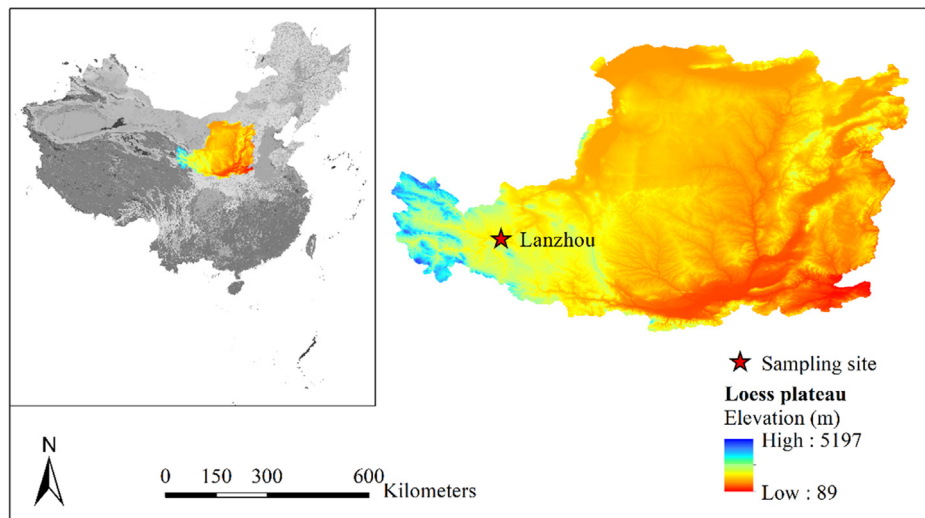 Lanzhou
Sampling site
Loess plateau
Elevation (m)
High : 5197
Low : 89
N
0 150 300 600
Kilometers